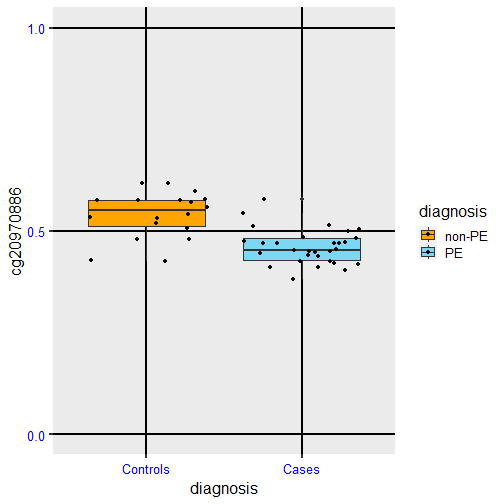 1.0
0.5
0.0
cg20970886
Controls
Cases
diagnosis
diagnosis
non-PE
PE